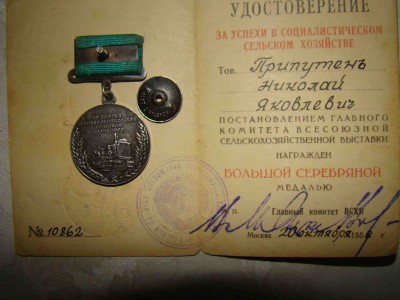 УДОСТОВЕРЕНИЕ
ЗА УСПЕХИ В СОЦИАЛИСТИЧЕСКОМ
СЕЛЬСКОМ ХОЗЯЙСТВЕ
Тов. Припутень
Николай
Яковлевич
ПОСТАНОВЛЕНИЕМ ГЛАВНОГО
КОМИТЕТА ВСЕСОЮЗНОЙ
СЕЛЬСКОХОЗЯЙСТВЕННОЙ ВЫСТАВКИ
НАГРАЖДЕН
БОЛЬШОЙ СЕРЕБРЯНОЙ
МЕДАЛЬЮ
п. Главный комитет ВСХВ
Москва
№ 10862